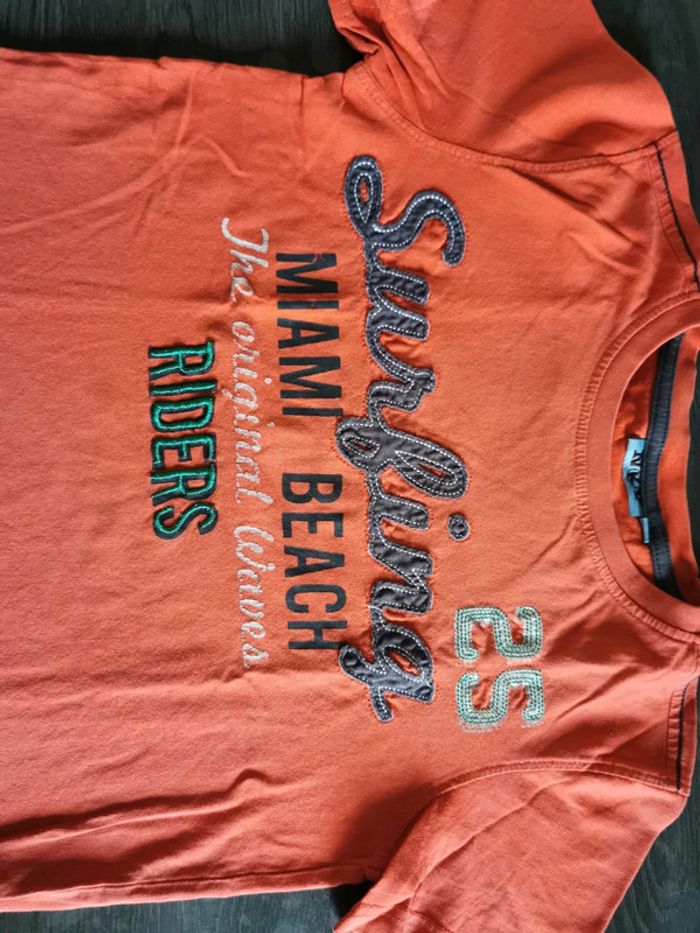 25
Surfing
MIAMI BEACH
The original Waves
RIDERS